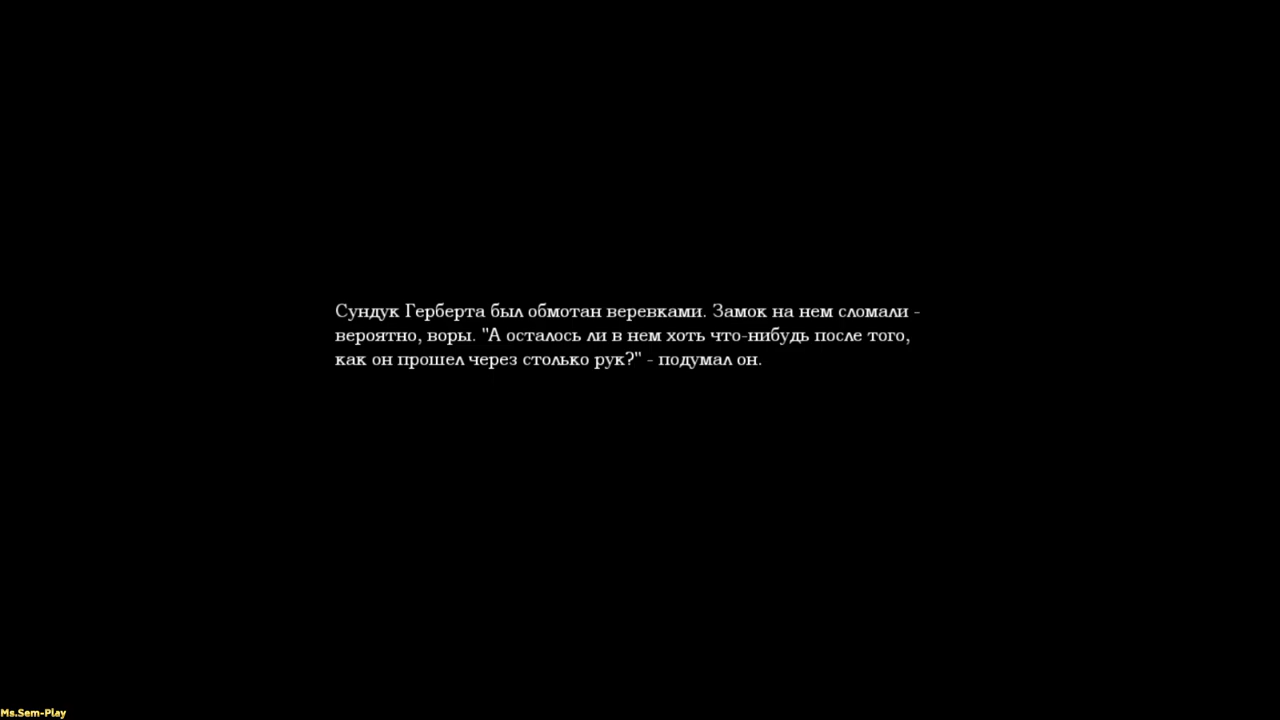 Сундук Герберта был обмотан веревками. Замок на нем сломали -
вероятно, воры. "А осталось ли в нем хоть что-нибудь после того,
как он прошел через столько рук?" - подумал он.
Ms.Sem-Play